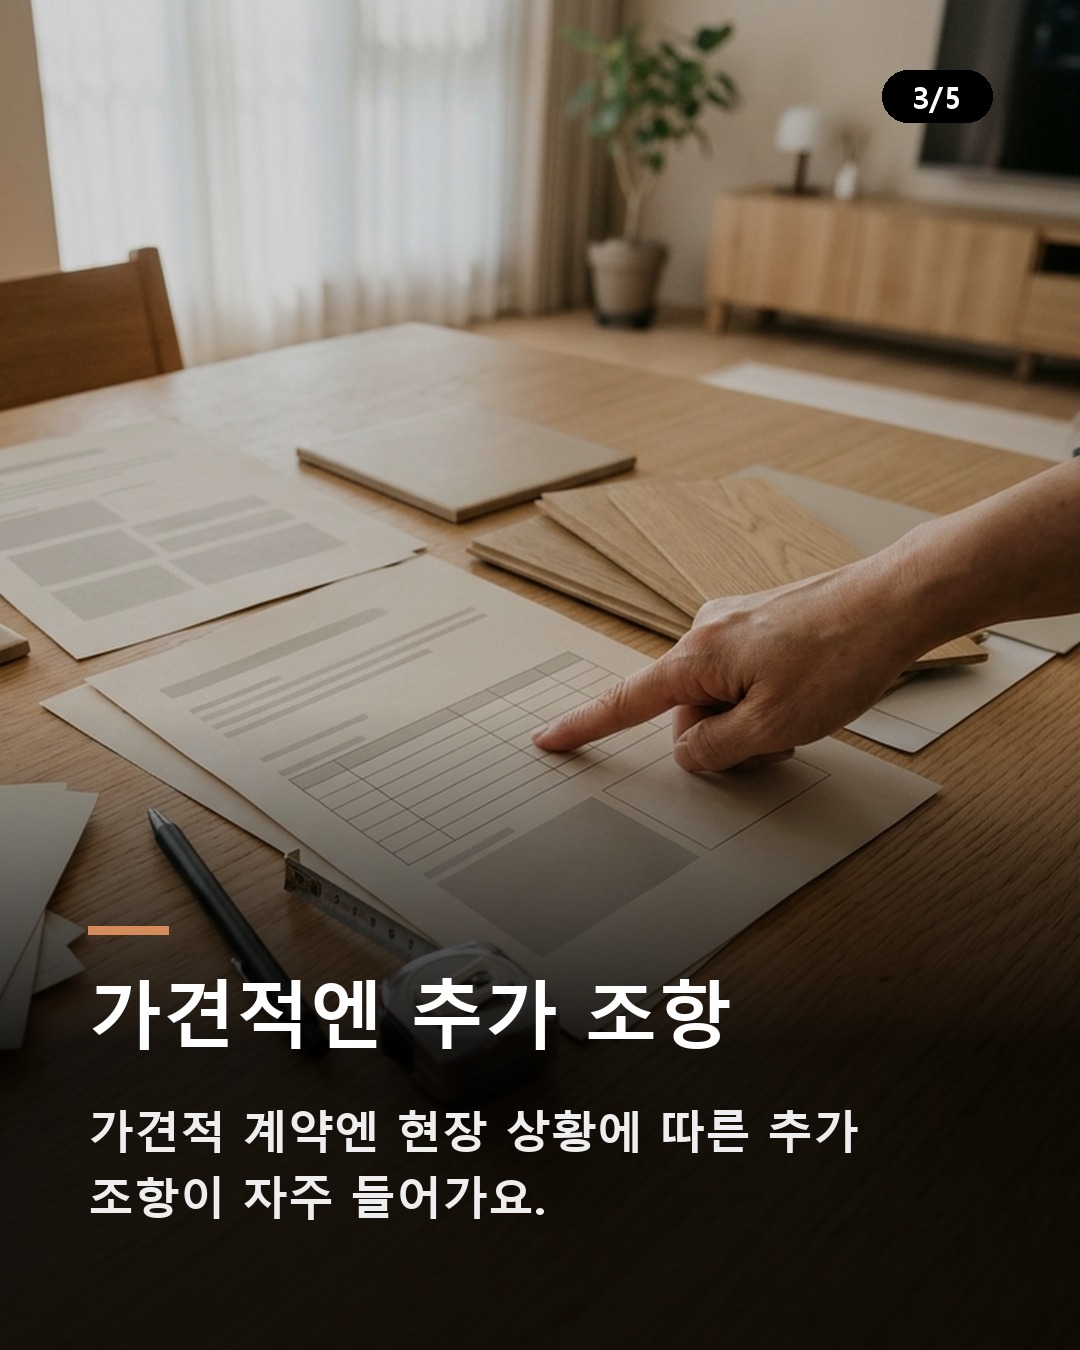 3/5
가견적엔 추가 조항
가견적 계약엔 현장 상황에 따른 추가
조항이 자주 들어가요.